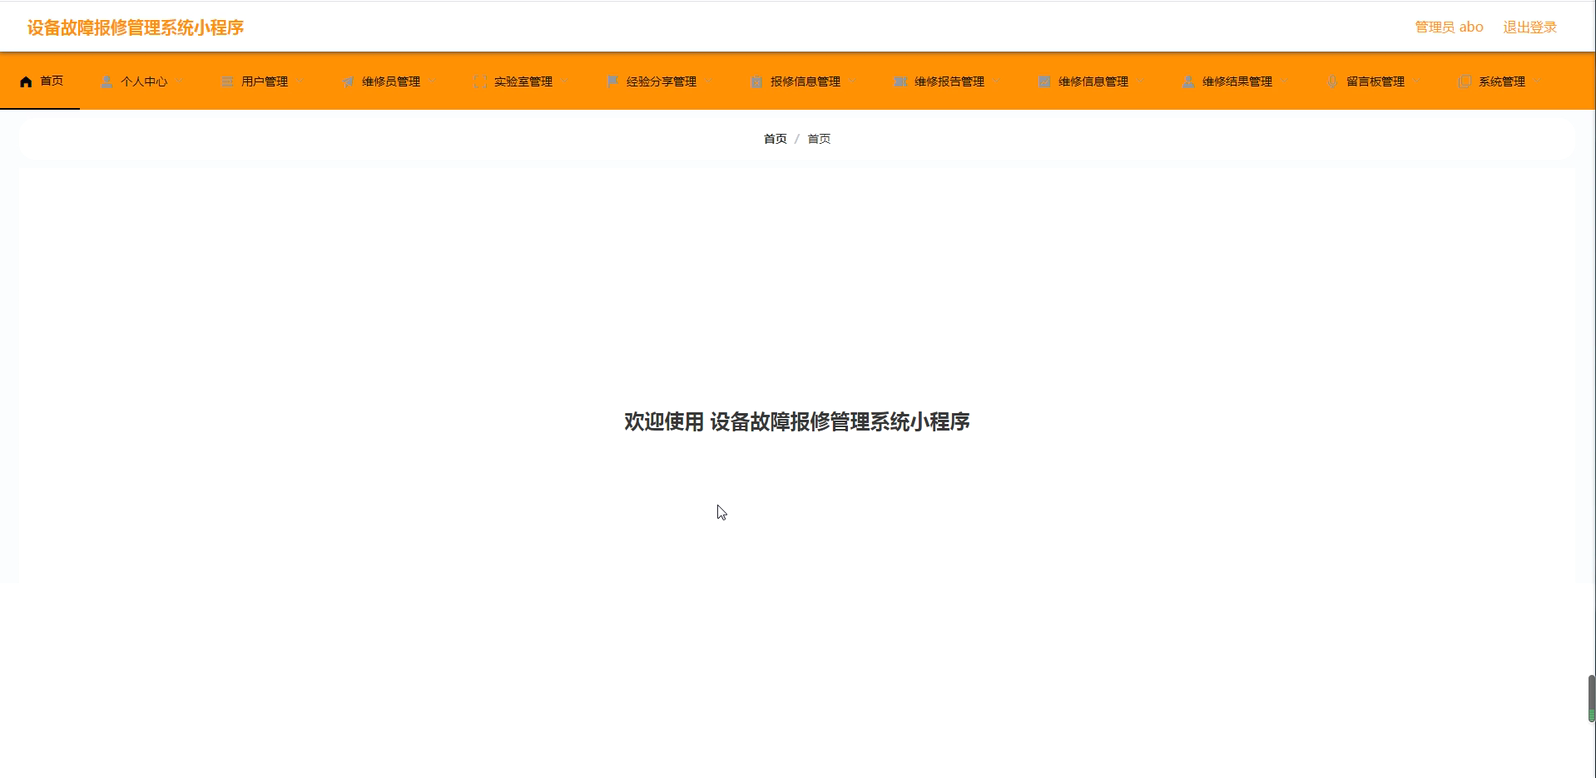 设备故障报修管理系统小程序 管理员 abo 退出登录
首页 个人中心 用户管理 维修员管理 实验室管理 经验分享管理 报修信息管理 维修报告管理 维修信息管理 维修结果管理 留言板管理 系统管理
首页 / 首页
欢迎使用 设备故障报修管理系统小程序